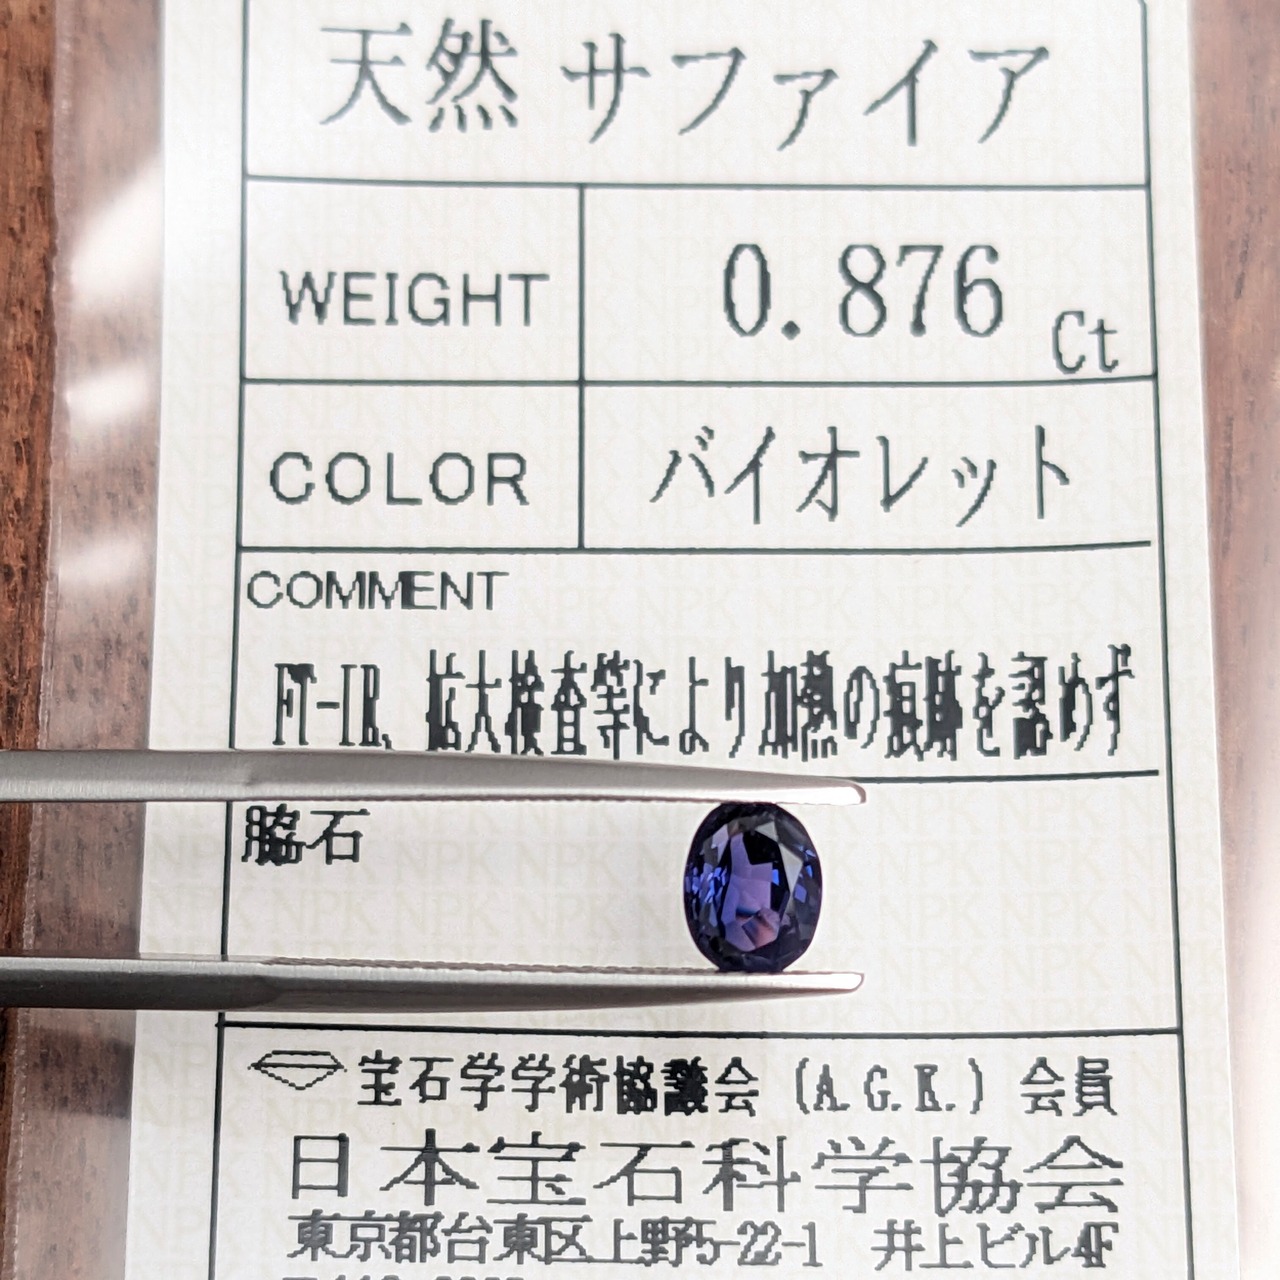 天然 サファイア
WEIGHT 0.876 Ct
COLOR バイオレット
COMMENT
FT-IR、拡大検査等により加熱の痕跡を認めず
脇石
宝石学学術協議会 (A.G.K.) 会員
日本宝石科学協会
東京都台東区上野5-22-1 井上ビル4F